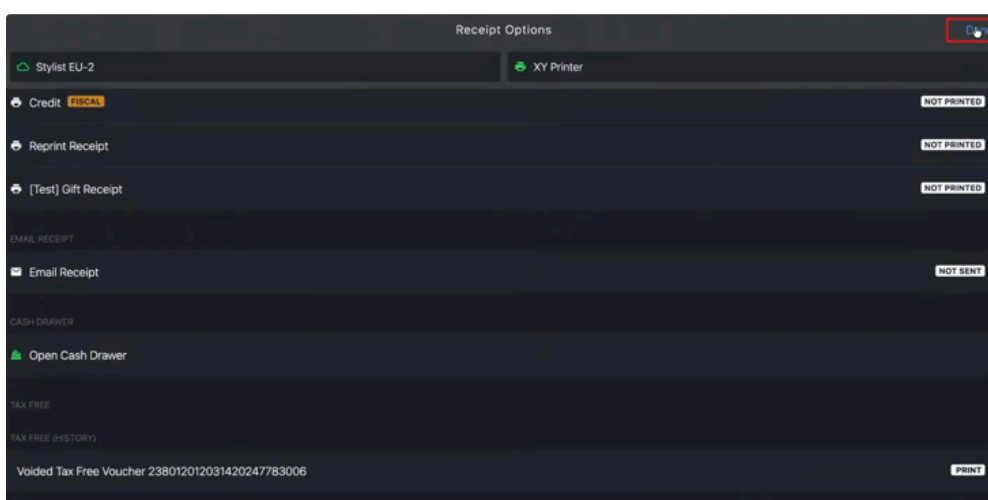 Receipt Options
Stylist EU-2
XY Printer
Credit FISCAL NOT PRINTED
Reprint Receipt NOT PRINTED
[Test] Gift Receipt NOT PRINTED
EMAIL RECEIPT
Email Receipt NOT SENT
CASH DRAWER
Open Cash Drawer
TAX FREE
TAX FREE (HISTORY)
Voided Tax Free Voucher 238012012031420247783006 PRINT